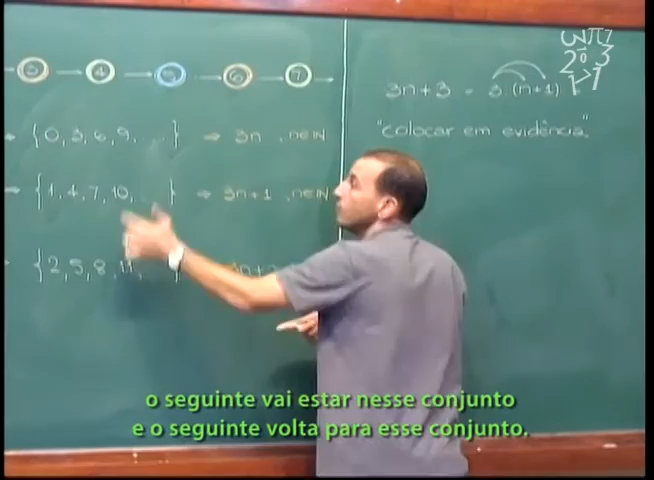 → 3 → 4 → 5 → 6 → 7 →
→ {0, 3, 6, 9, ... } → 3n , n∈ℕ
→ {1, 4, 7, 10, } → 3n+1 , n∈ℕ
→ {2, 5, 8, 11, } 3n+
3n+3 = 3.(n+1)
"colocar em evidência"
o seguinte vai estar nesse conjunto
e o seguinte volta para esse conjunto.